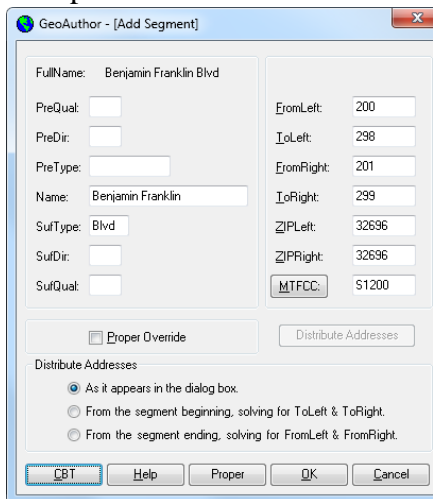 GeoAuthor - [Add Segment]
FullName: Benjamin Franklin Blvd
PreQual: FromLeft: 200
PreDir: ToLeft: 298
PreType: FromRight: 201
Name: Benjamin Franklin ToRight: 299
SufType: Blvd ZIPLeft: 32696
SufDir: ZIPRight: 32696
SufQual: MTFCC: S1200
Proper Override Distribute Addresses
Distribute Addresses
As it appears in the dialog box.
From the segment beginning, solving for ToLeft & ToRight.
From the segment ending, solving for FromLeft & FromRight.
CBT Help Proper OK Cancel